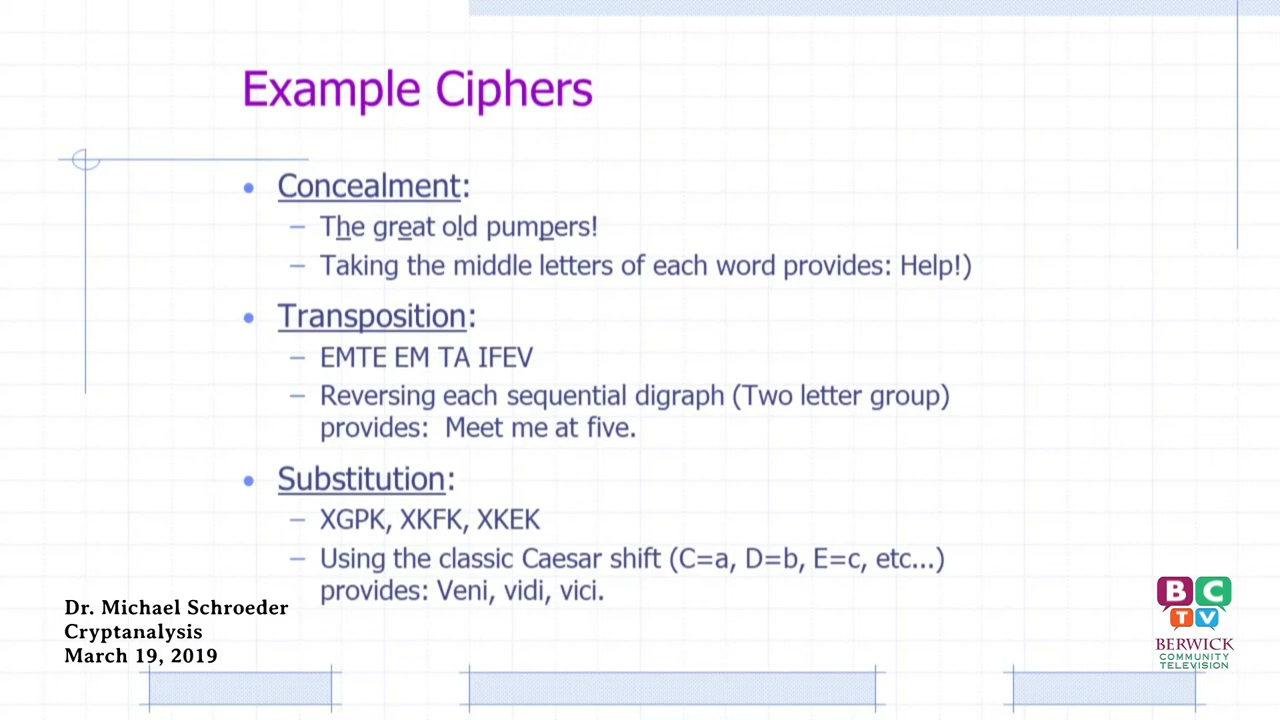 Example Ciphers
• Concealment:
– The great old pumpers!
– Taking the middle letters of each word provides: Help!)
• Transposition:
– EMTE EM TA IFEV
– Reversing each sequential digraph (Two letter group)
provides:  Meet me at five.
• Substitution:
– XGPK, XKFK, XKEK
– Using the classic Caesar shift (C=a, D=b, E=c, etc...)
provides: Veni, vidi, vici.
Dr. Michael Schroeder
Cryptanalysis
March 19, 2019
BC
TV
BERWICK
COMMUNITY
TELEVISION